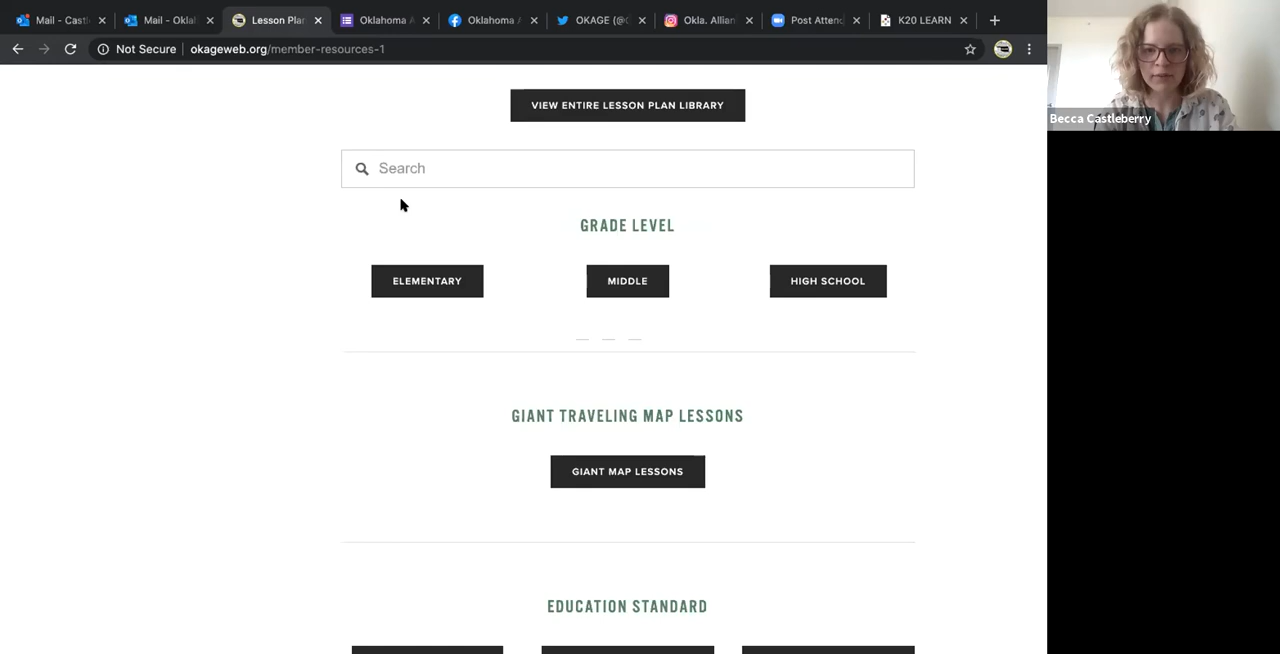 Mail - Castl
Mail - Oklal
Lesson Plan
Oklahoma A
Oklahoma A
OKAGE (@O
Okla. Allian
Post Attend
K20 LEARN
Not Secure
okageweb.org/member-resources-1
Becca Castleberry
VIEW ENTIRE LESSON PLAN LIBRARY
Search
GRADE LEVEL
ELEMENTARY
MIDDLE
HIGH SCHOOL
GIANT TRAVELING MAP LESSONS
GIANT MAP LESSONS
EDUCATION STANDARD